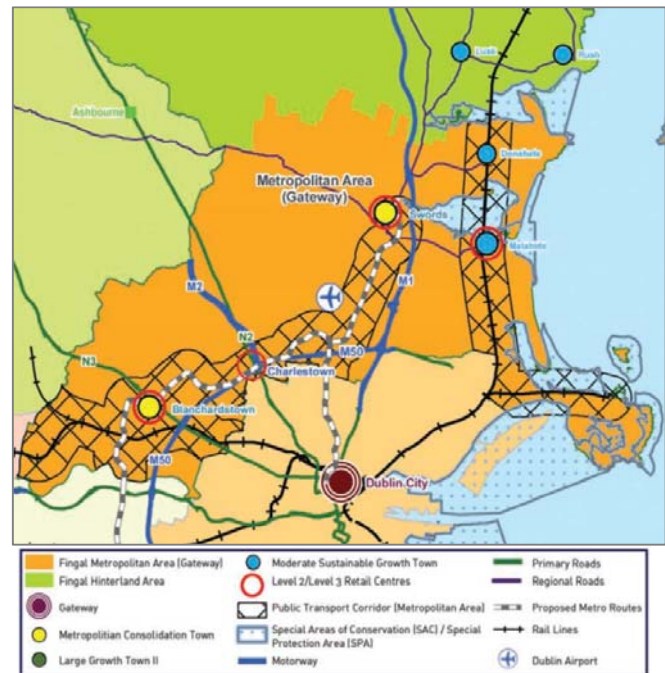 Lusk
Rush
Ashbourne
Donabate
Metropolitan Area
(Gateway)
Swords
Malahide
M2
M1
N2
M50
N3
Charlestown
Blanchardstown
M50
Dublin City
Fingal Metropolitan Area (Gateway)
Fingal Hinterland Area
Gateway
Metropolitian Consolidation Town
Large Growth Town II
Moderate Sustainable Growth Town
Level 2/Level 3 Retail Centres
Public Transport Corridor (Metropolitan Area)
Special Areas of Conservation (SAC) / Special
Protection Area (SPA)
Motorway
Primary Roads
Regional Roads
Proposed Metro Routes
Rail Lines
Dublin Airport